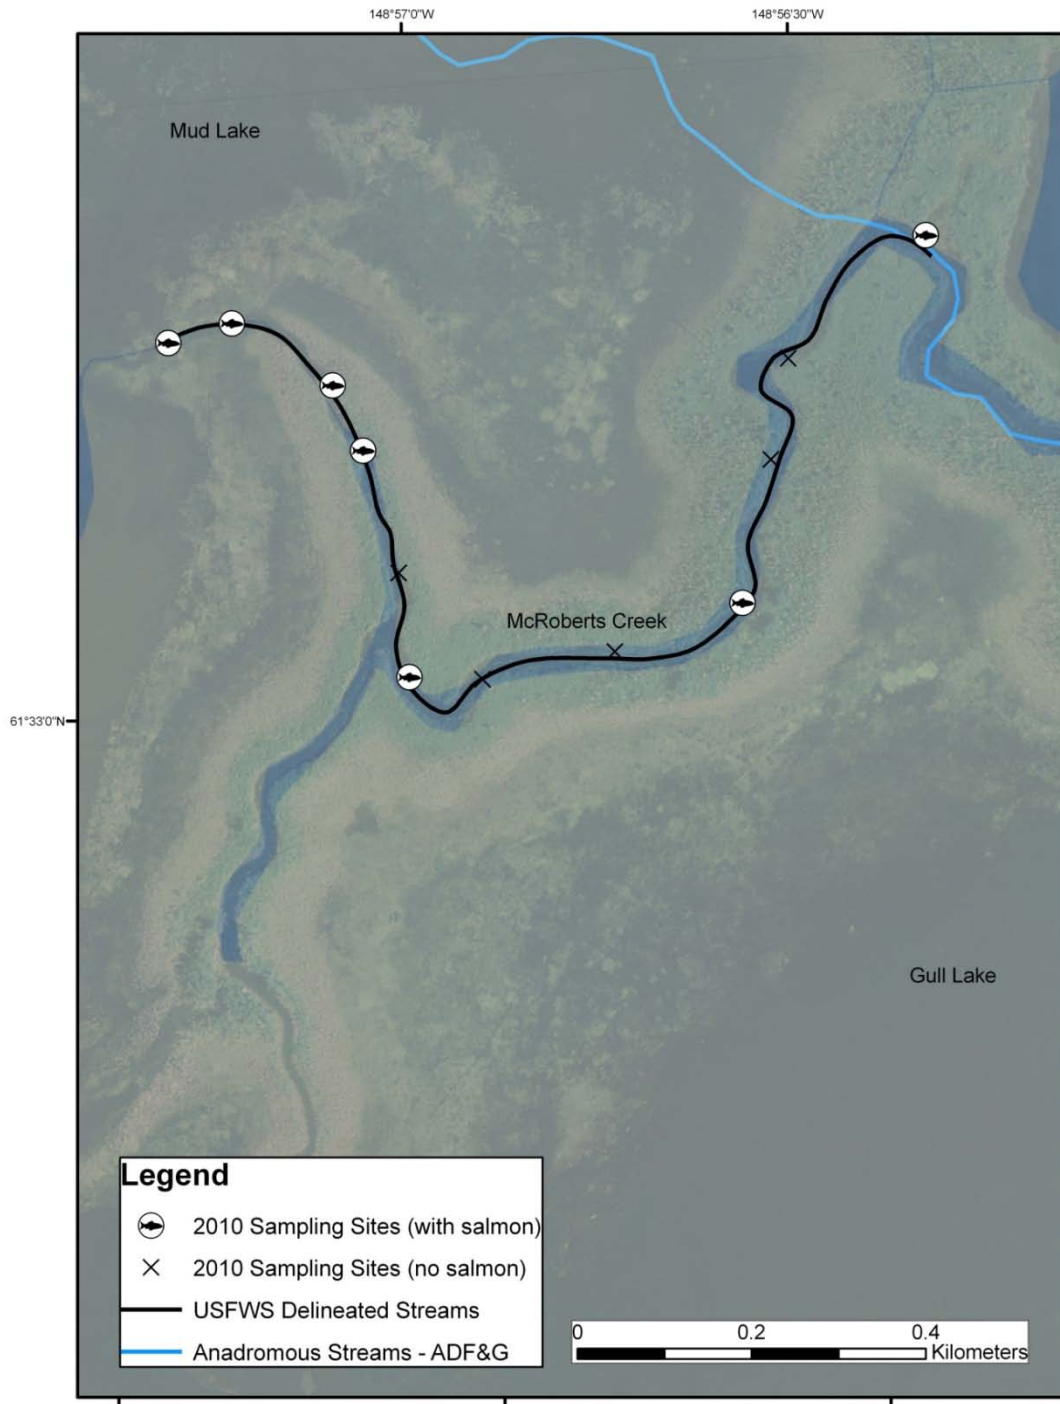 148°57'0"W
148°56'30"W
Mud Lake
McRoberts Creek
61°33'0"N
Gull Lake
Legend
2010 Sampling Sites (with salmon)
2010 Sampling Sites (no salmon)
USFWS Delineated Streams
Anadromous Streams - ADF&G
0 0.2 0.4
Kilometers